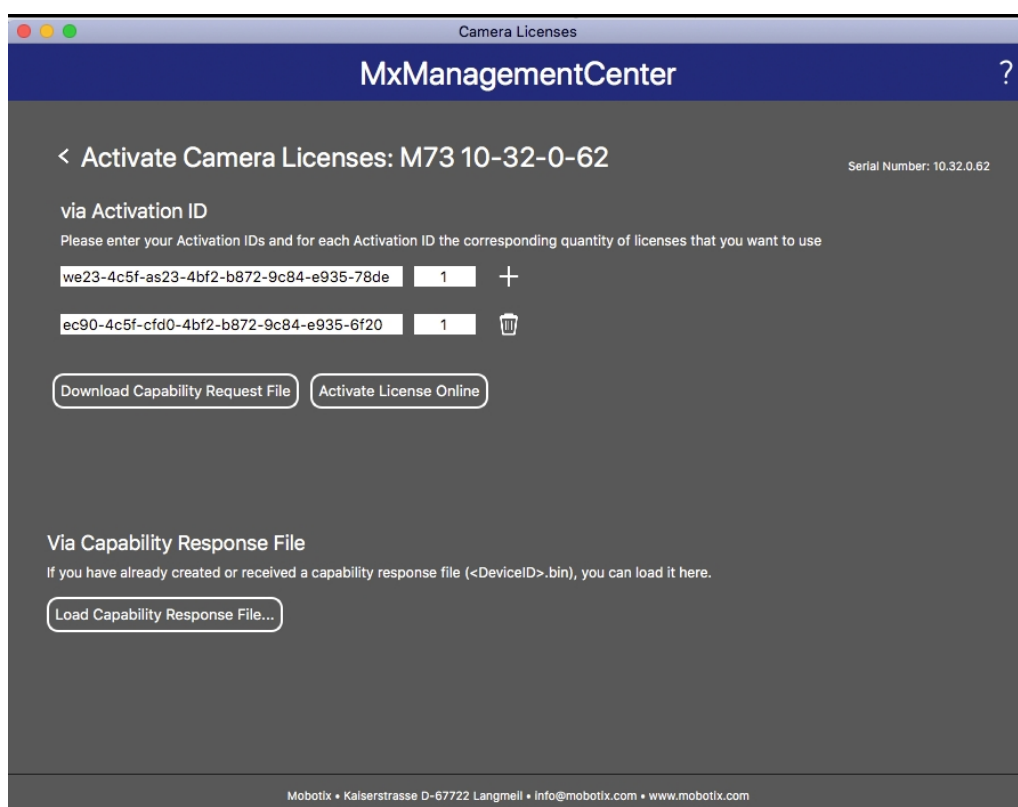 Camera Licenses
MxManagementCenter ?
< Activate Camera Licenses: M73 10-32-0-62
Serial Number: 10.32.0.62
via Activation ID
Please enter your Activation IDs and for each Activation ID the corresponding quantity of licenses that you want to use
we23-4c5f-as23-4bf2-b872-9c84-e935-78de 1 +
ec90-4c5f-cfd0-4bf2-b872-9c84-e935-6f20 1
Download Capability Request File Activate License Online
Via Capability Response File
If you have already created or received a capability response file (<DeviceID>.bin), you can load it here.
Load Capability Response File...
Mobotix • Kaiserstrasse D-67722 Langmeil • info@mobotix.com • www.mobotix.com